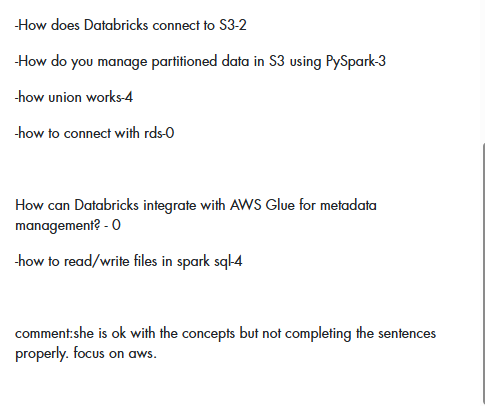 -How does Databricks connect to S3-2
-How do you manage partitioned data in S3 using PySpark-3
-how union works-4
-how to connect with rds-0
How can Databricks integrate with AWS Glue for metadata
management? - 0
-how to read/write files in spark sql-4
comment:she is ok with the concepts but not completing the sentences
properly. focus on aws.